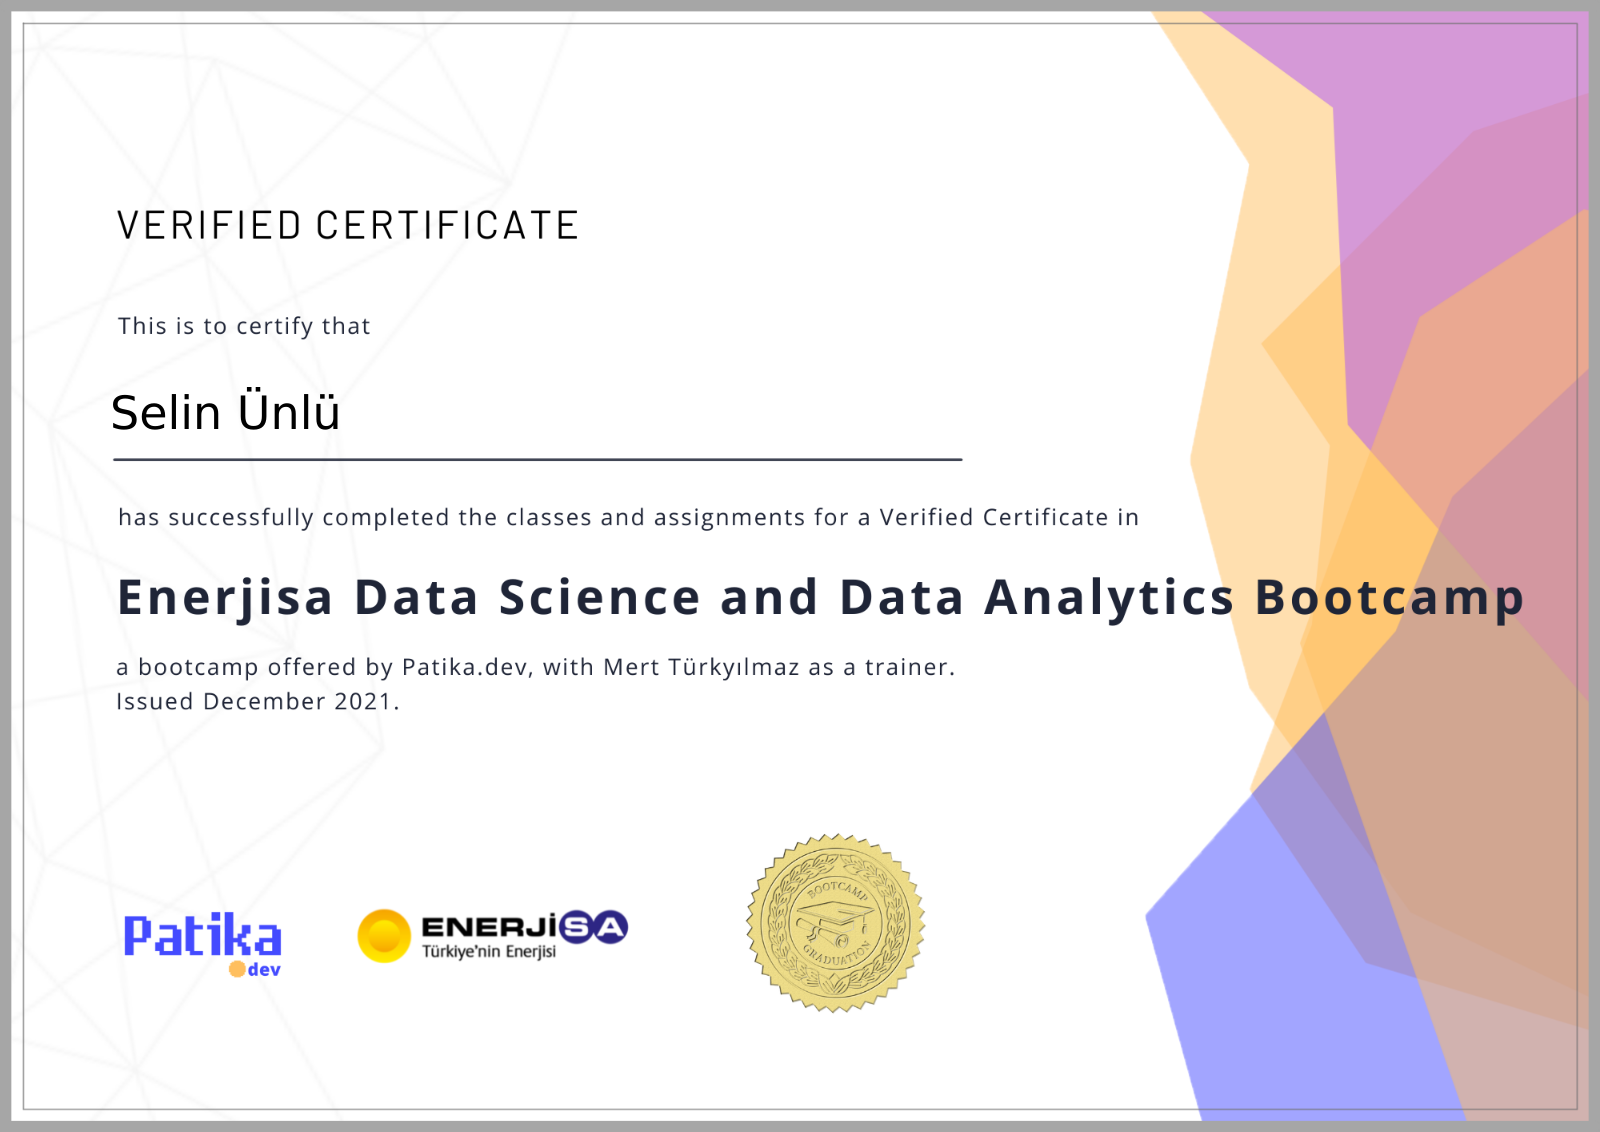 VERIFIED CERTIFICATE
This is to certify that
Selin Ünlü
has successfully completed the classes and assignments for a Verified Certificate in
Enerjisa Data Science and Data Analytics Bootcamp
a bootcamp offered by Patika.dev, with Mert Türkyılmaz as a trainer.
Issued December 2021.
Patika
dev
ENERJİSA
Türkiye'nin Enerjisi
BOOTCAMP
GRADUATION